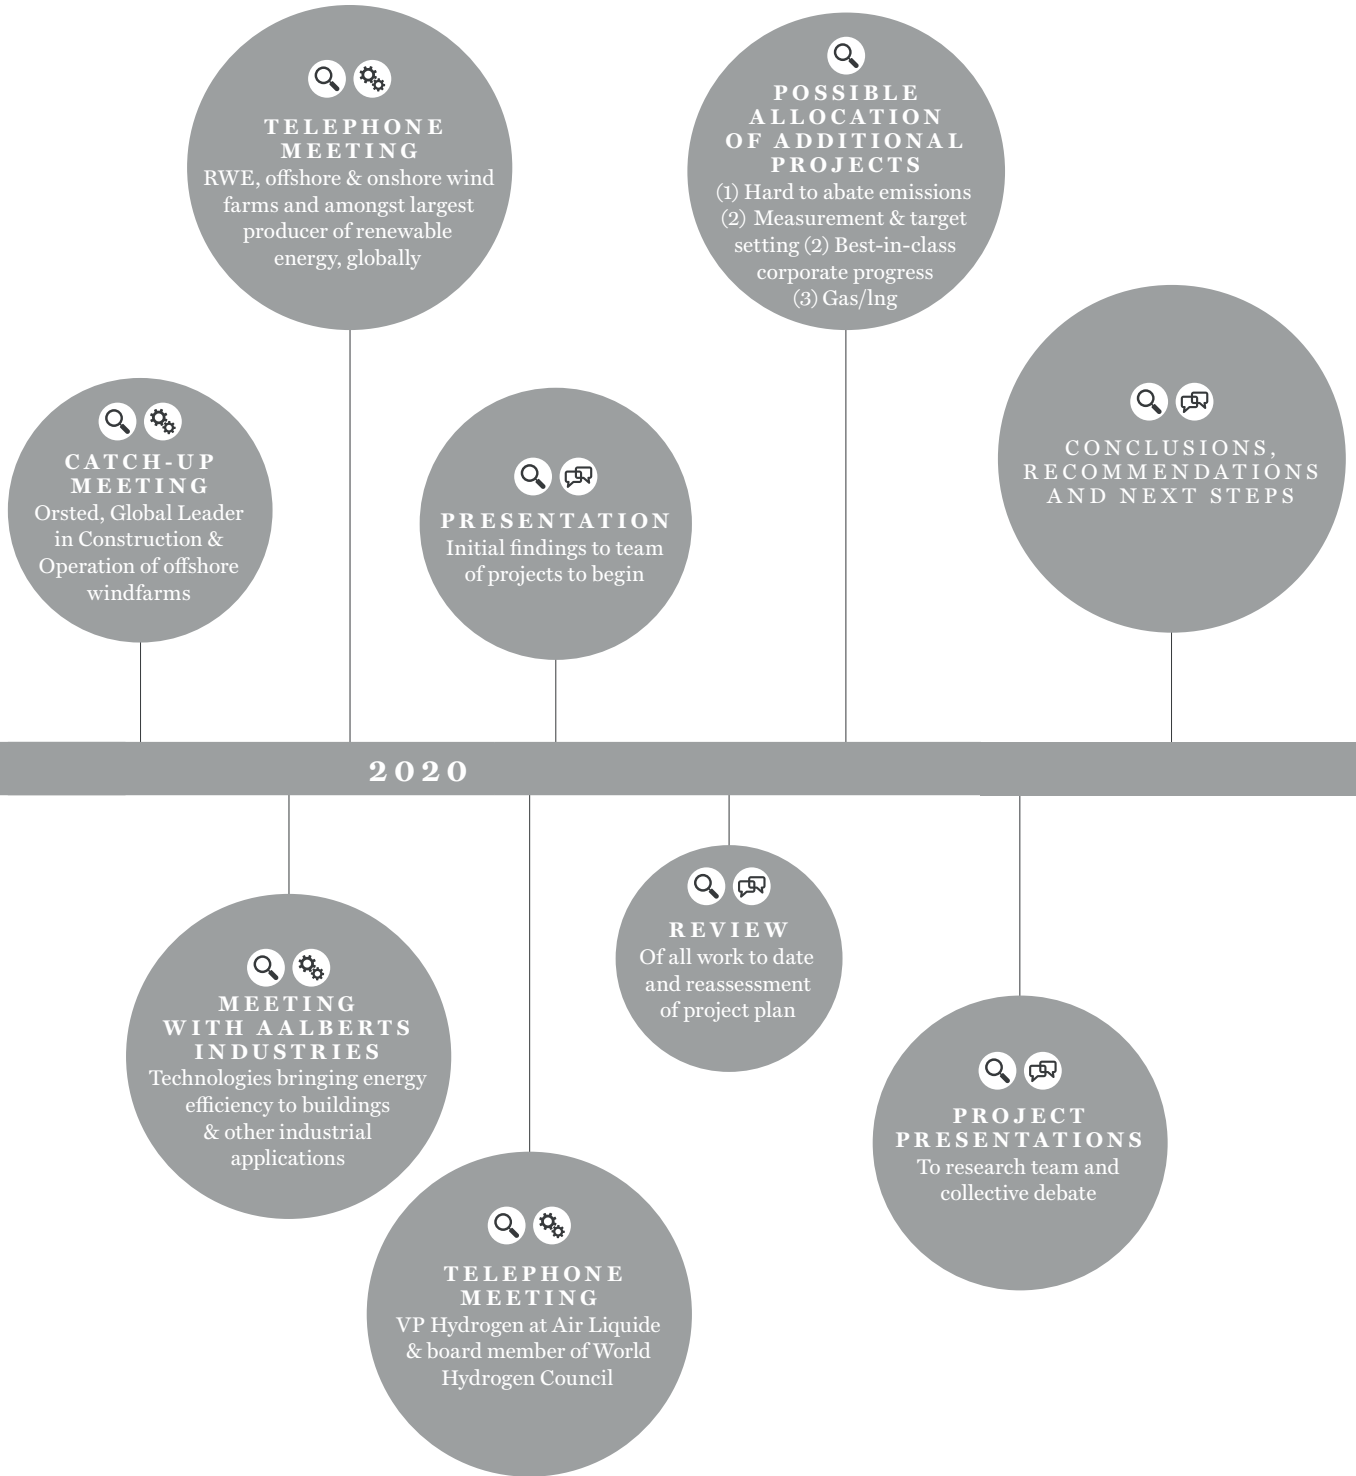 TELEPHONE
MEETING
RWE, offshore & onshore wind
farms and amongst largest
producer of renewable
energy, globally
POSSIBLE
ALLOCATION
OF ADDITIONAL
PROJECTS
(1) Hard to abate emissions
(2) Measurement & target
setting (2) Best-in-class
corporate progress
(3) Gas/lng
CATCH-UP
MEETING
Orsted, Global Leader
in Construction &
Operation of offshore
windfarms
PRESENTATION
Initial findings to team
of projects to begin
CONCLUSIONS,
RECOMMENDATIONS
AND NEXT STEPS
2020
MEETING
WITH AALBERTS
INDUSTRIES
Technologies bringing energy
efficiency to buildings
& other industrial
applications
REVIEW
Of all work to date
and reassessment
of project plan
TELEPHONE
MEETING
VP Hydrogen at Air Liquide
& board member of World
Hydrogen Council
PROJECT
PRESENTATIONS
To research team and
collective debate